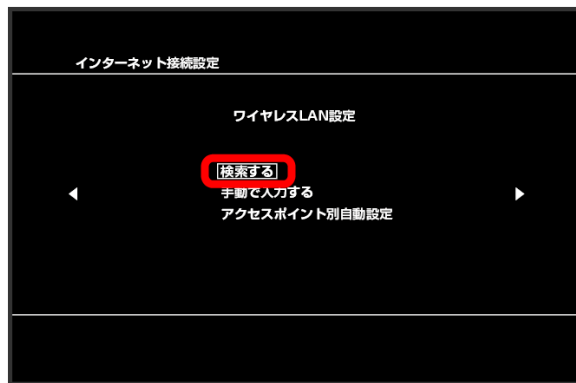 インターネット接続設定
ワイヤレスLAN設定
検索する
手動で入力する
アクセスポイント別自動設定